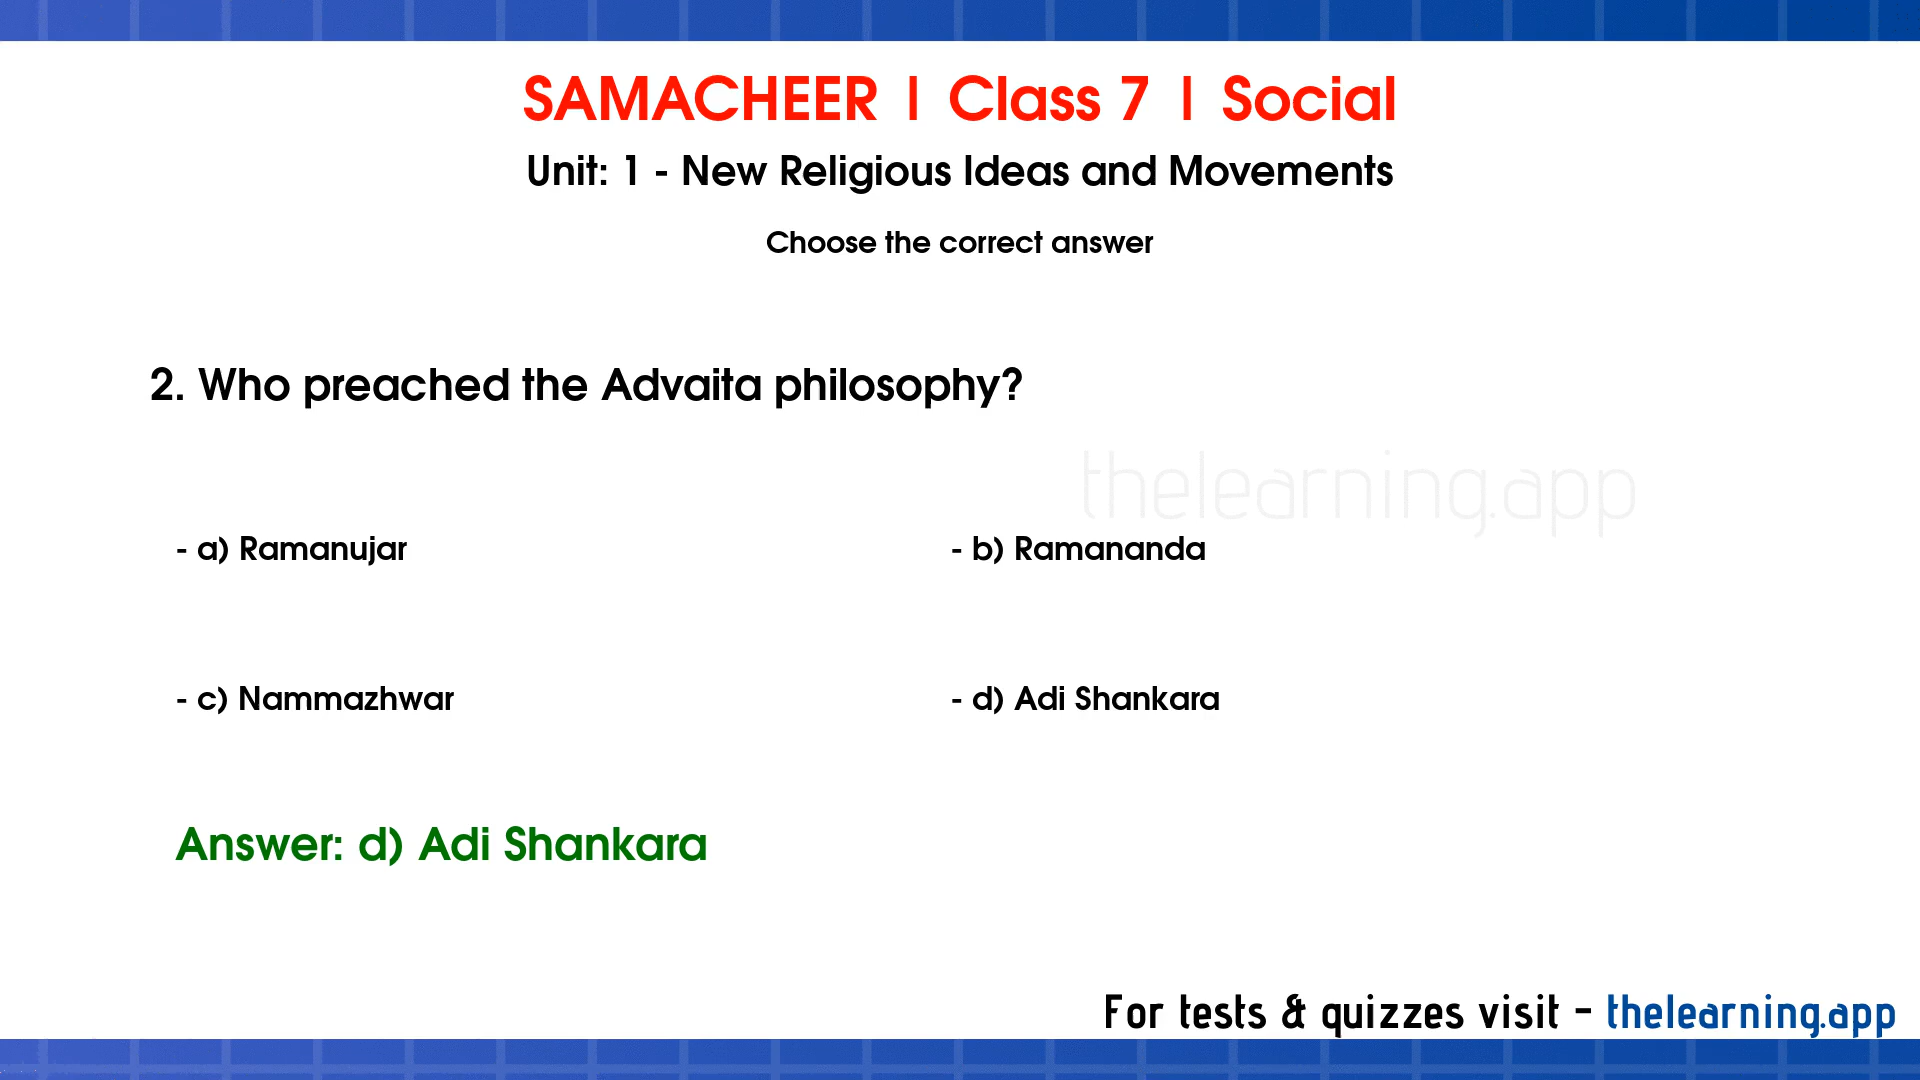 SAMACHEER | Class 7 | Social
Unit: 1 - New Religious Ideas and Movements
Choose the correct answer
2. Who preached the Advaita philosophy?
thelearning.app
- a) Ramanujar
- b) Ramananda
- c) Nammazhwar
- d) Adi Shankara
Answer: d) Adi Shankara
For tests & quizzes visit - thelearning.app